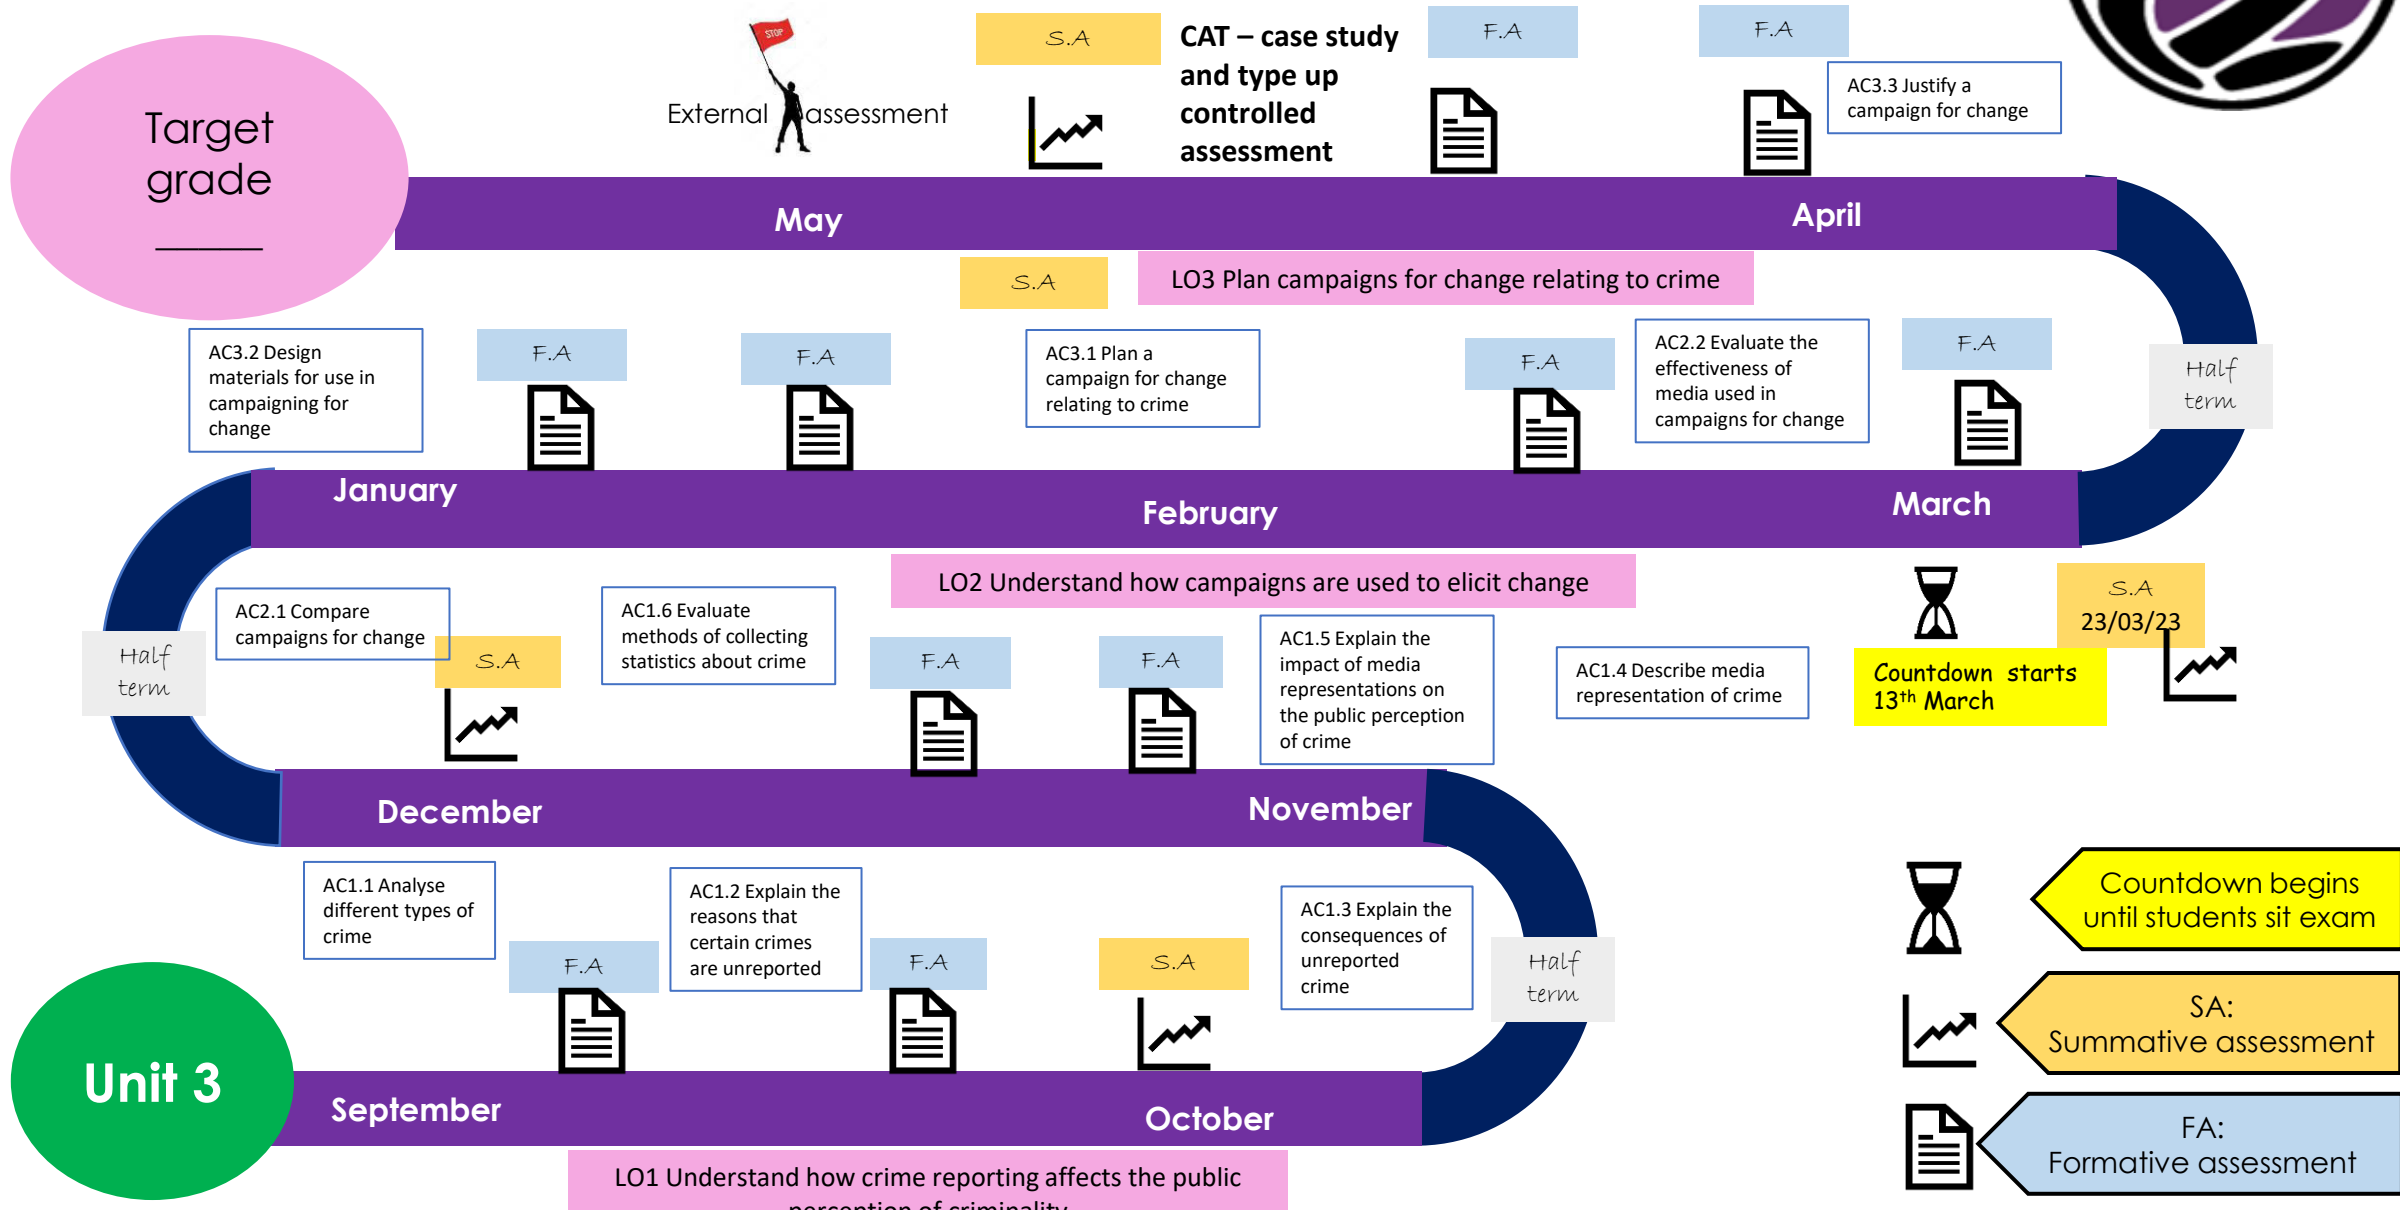 STOP
External assessment
S.A
CAT – case study
and type up
controlled
assessment
F.A
F.A
AC3.3 Justify a
campaign for change
Target
grade
______
May
April
S.A
LO3 Plan campaigns for change relating to crime
AC3.2 Design
materials for use in
campaigning for
change
F.A
F.A
AC3.1 Plan a
campaign for change
relating to crime
F.A
AC2.2 Evaluate the
effectiveness of
media used in
campaigns for change
F.A
Half
term
January
February
March
LO2 Understand how campaigns are used to elicit change
Half
term
AC2.1 Compare
campaigns for change
S.A
AC1.6 Evaluate
methods of collecting
statistics about crime
F.A
F.A
AC1.5 Explain the
impact of media
representations on
the public perception
of crime
AC1.4 Describe media
representation of crime
Countdown starts
13th March
S.A
23/03/23
December
November
AC1.1 Analyse
different types of
crime
F.A
AC1.2 Explain the
reasons that
certain crimes
are unreported
F.A
S.A
AC1.3 Explain the
consequences of
unreported
crime
Half
term
Countdown begins
until students sit exam
SA:
Summative assessment
FA:
Formative assessment
Unit 3
September
October
LO1 Understand how crime reporting affects the public
perception of criminality